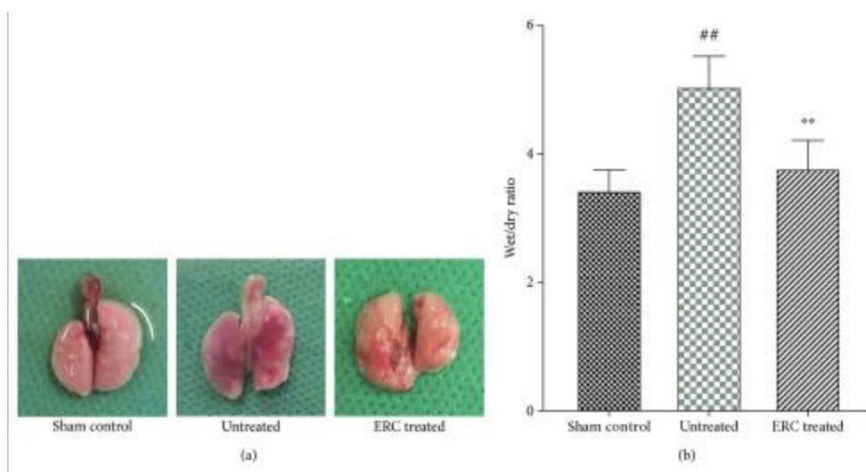 Sham control
Untreated
ERC treated
(a)
6
4
2
0
Wet/dry ratio
##
**
Sham control
Untreated
ERC treated
(b)